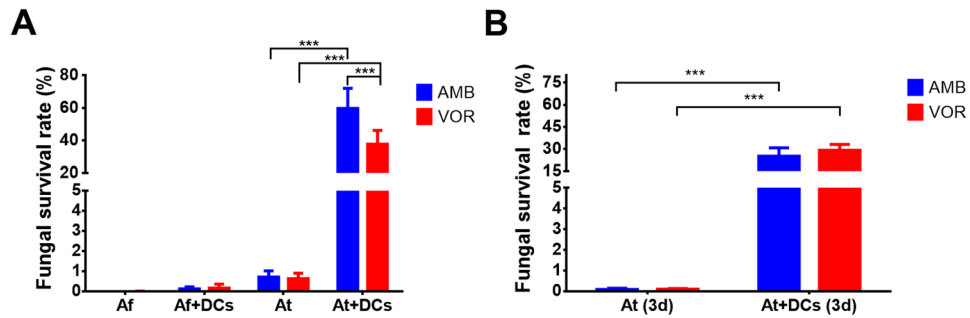 A
Fungal survival rate (%)
80
60
40
20
5
4
3
2
1
0
***
***
***
AMB
VOR
Af
Af+DCs
At
At+DCs
B
Fungal survival rate (%)
75
60
45
30
15
5
4
3
2
1
0
***
***
AMB
VOR
At (3d)
At+DCs (3d)